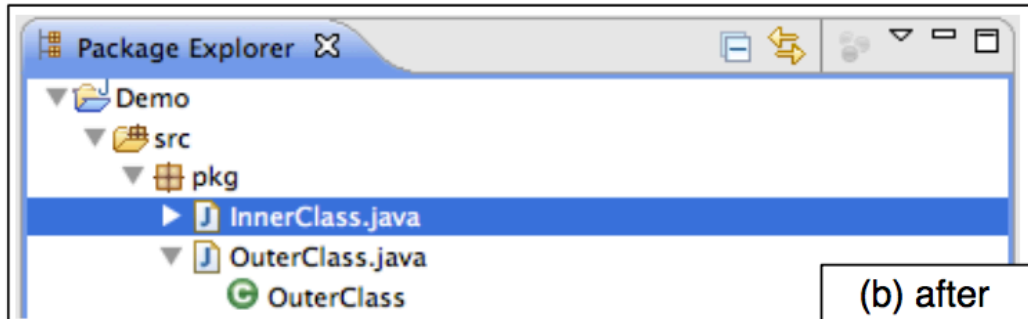 Package Explorer
Demo
src
pkg
InnerClass.java
OuterClass.java
OuterClass
(b) after